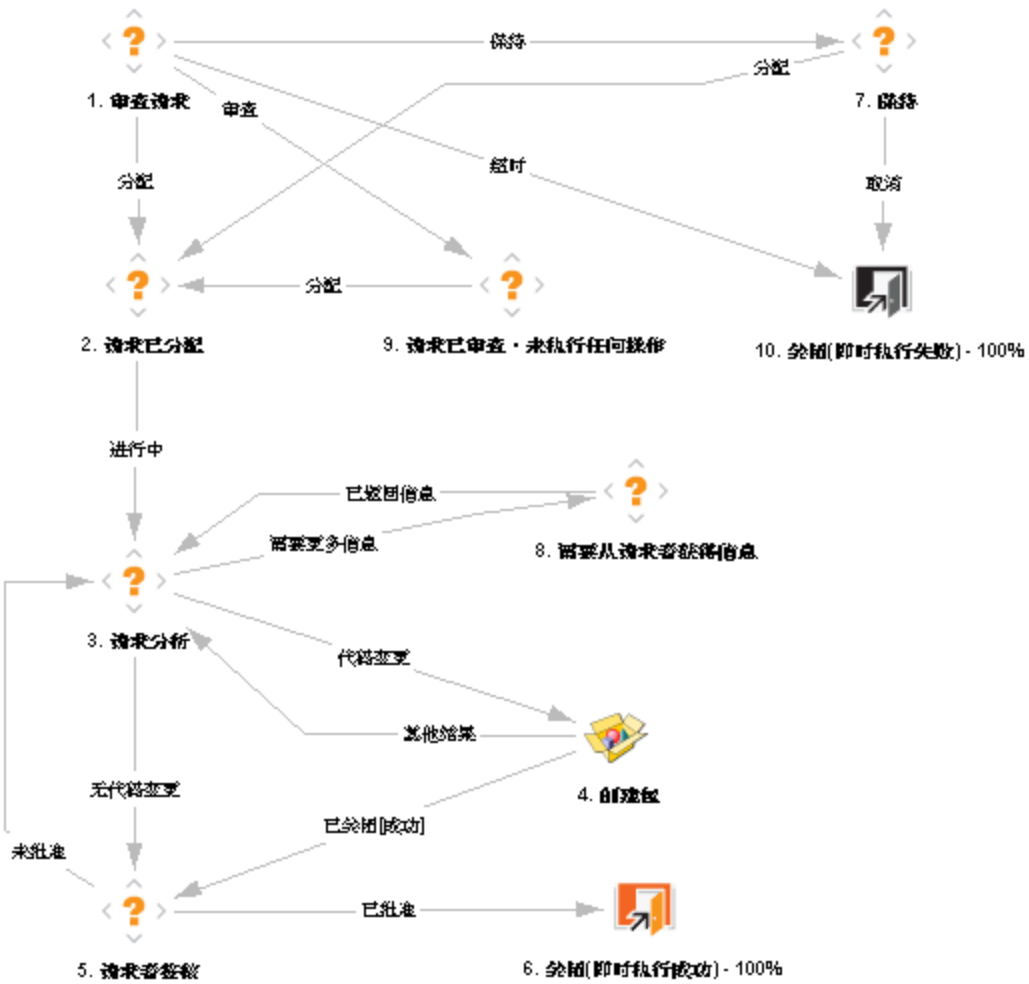 保持
分配
1. 审查请求
审查
7. 保持
超时
分配
取消
分配
2. 请求已分配
9. 请求已审查 · 未执行任何操作
10. 关闭(即时执行失败) - 100%
进行中
已返回信息
需要更多信息
8. 需要从请求者获得信息
3. 请求分析
代码变更
其他结果
无代码变更
4. 创建包
已关闭[成功]
未批准
已批准
5. 请求者签核
6. 关闭(即时执行成功) - 100%